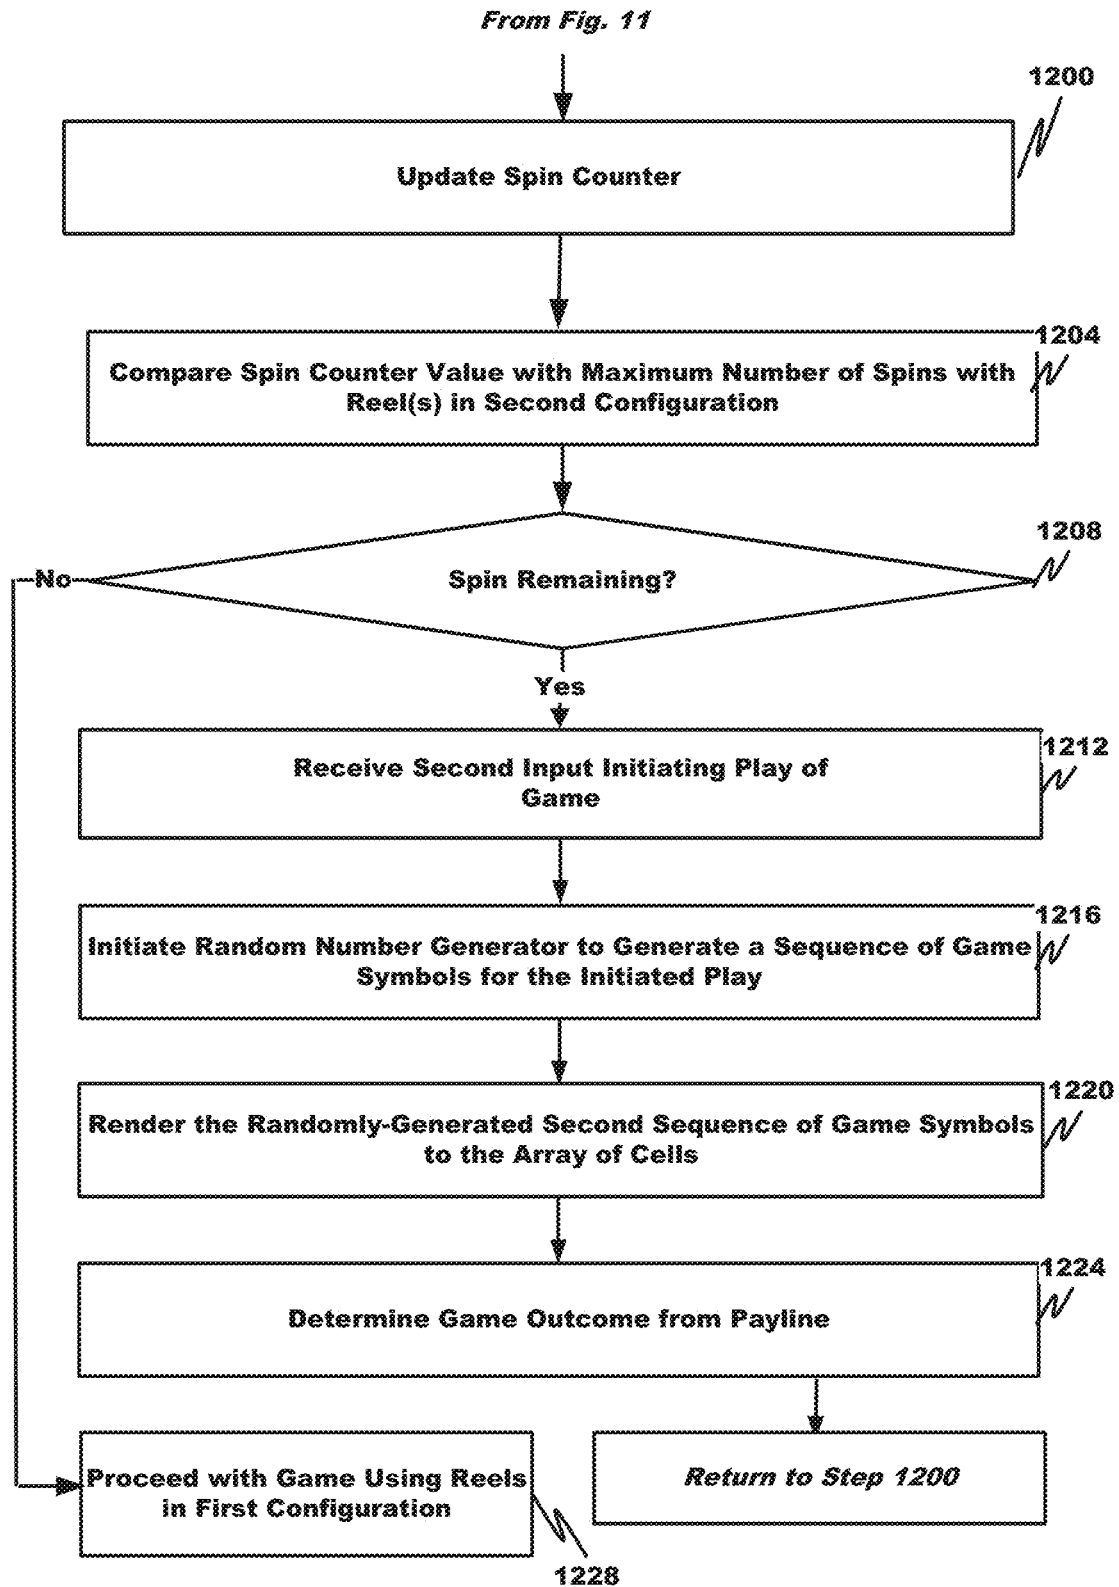 From Fig. 11
1200
Update Spin Counter
1204
Compare Spin Counter Value with Maximum Number of Spins with
Reel(s) in Second Configuration
1208
No
Spin Remaining?
Yes
1212
Receive Second Input Initiating Play of
Game
1216
Initiate Random Number Generator to Generate a Sequence of Game
Symbols for the Initiated Play
1220
Render the Randomly-Generated Second Sequence of Game Symbols
to the Array of Cells
1224
Determine Game Outcome from Payline
Proceed with Game Using Reels
in First Configuration
Return to Step 1200
1228